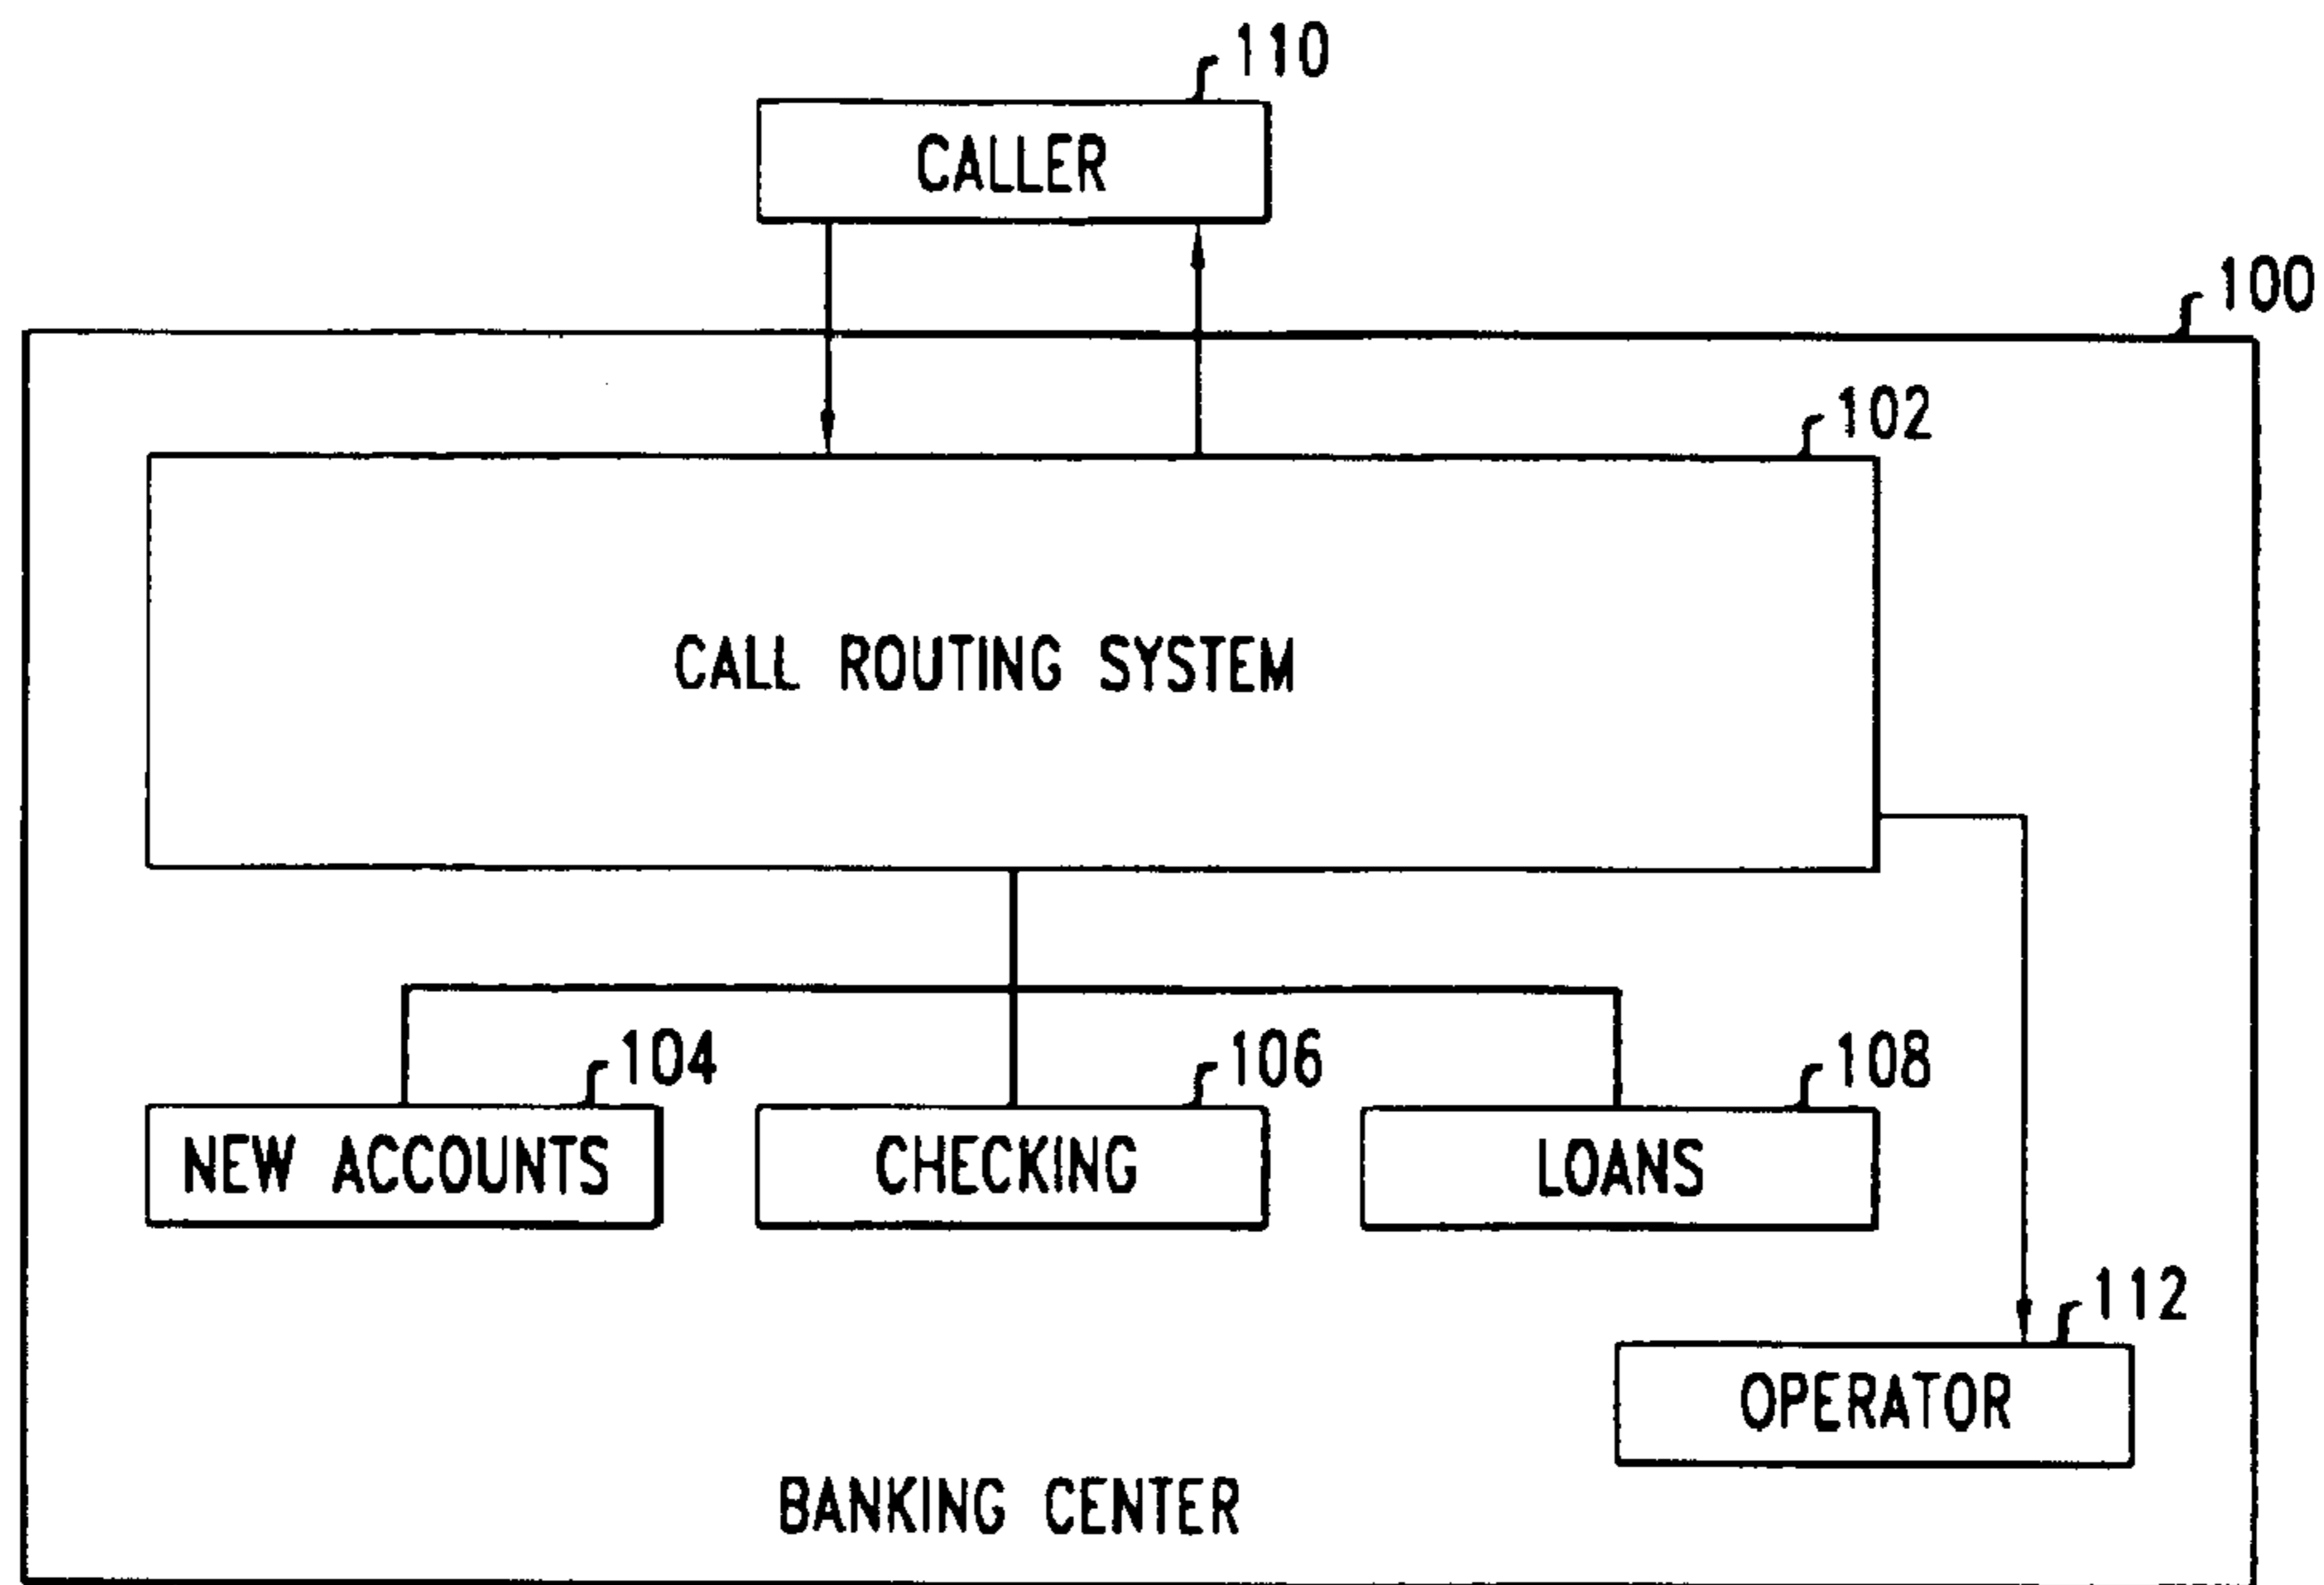 110
CALLER
100
102
CALL ROUTING SYSTEM
104
106
108
NEW ACCOUNTS
CHECKING
LOANS
112
OPERATOR
BANKING CENTER